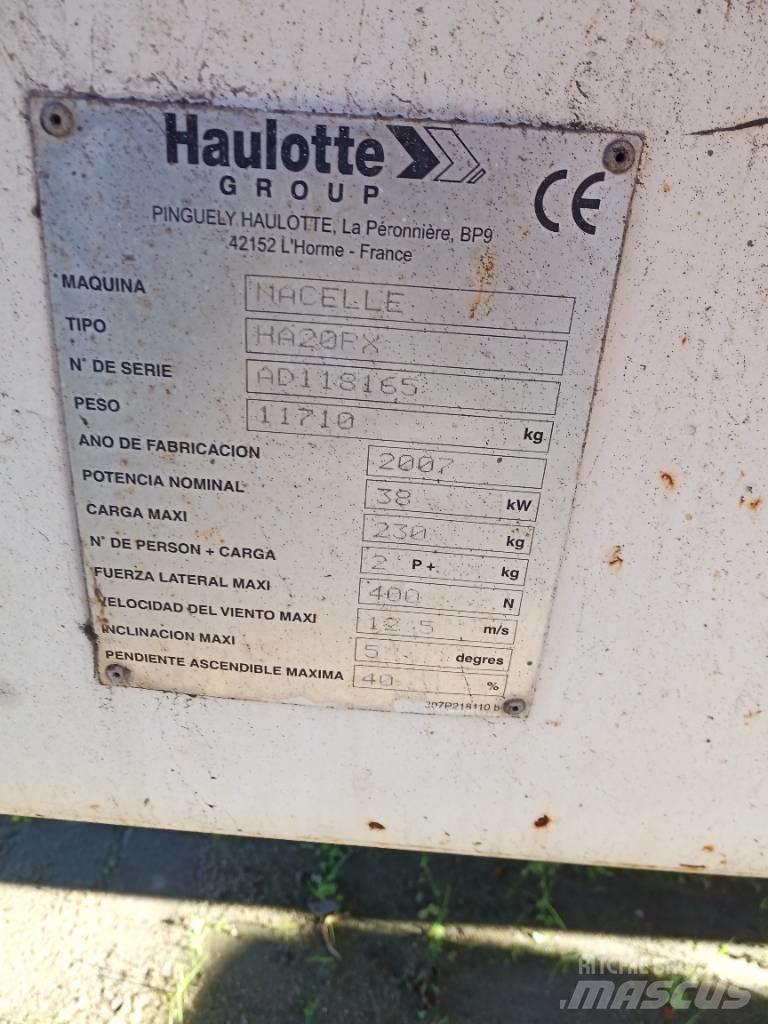 Haulotte
GROUP
PINGUELY HAULOTTE, La Péronnière, BP9
42152 L'Horme - France
CE
MAQUINA NACELLE
TIPO HA20PX
N° DE SERIE AD118165
PESO 11710 kg
ANO DE FABRICACION 2007
POTENCIA NOMINAL 38 kW
CARGA MAXI 230 kg
N° DE PERSON + CARGA 2 P + kg
FUERZA LATERAL MAXI 400 N
VELOCIDAD DEL VIENTO MAXI 12.5 m/s
INCLINACION MAXI 5 degres
PENDIENTE ASCENDIBLE MAXIMA 40 %
307P218110 b
RITCHIE GROUP
MASCUS